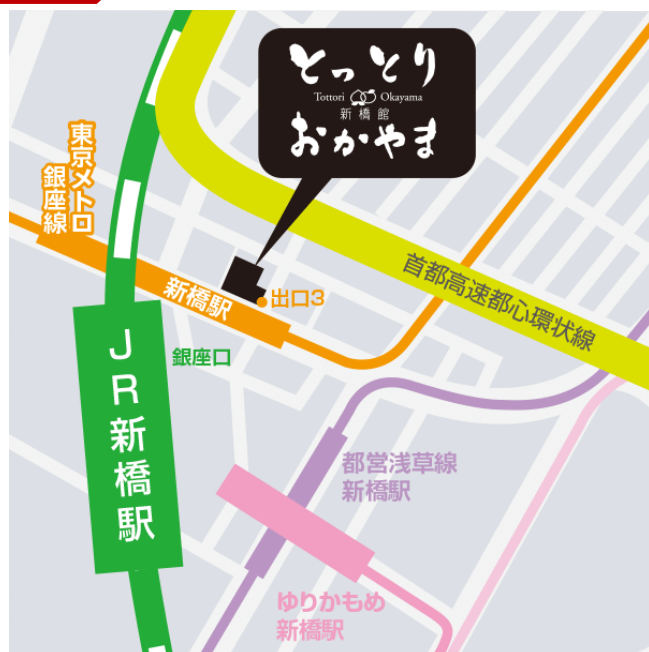 とっとり
Tottori Okayama
新橋館
おかやま
東京メトロ
銀座線
首都高速都心環状線
新橋駅
出口3
JR新橋駅
銀座口
都営浅草線
新橋駅
ゆりかもめ
新橋駅